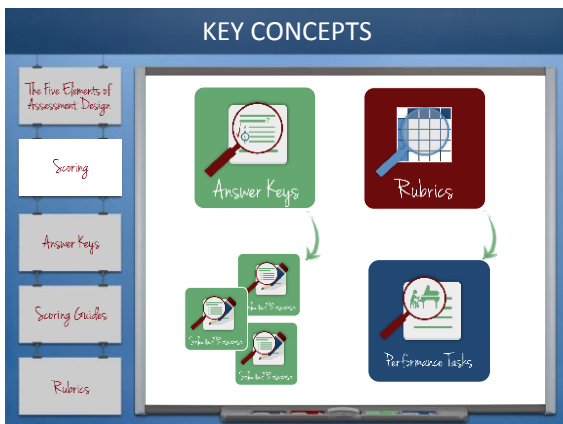 KEY CONCEPTS
The Five Elements of
Assessment Design
Scoring
Answer Keys
Scoring Guides
Rubrics
Answer Keys
Rubrics
Performance Tasks